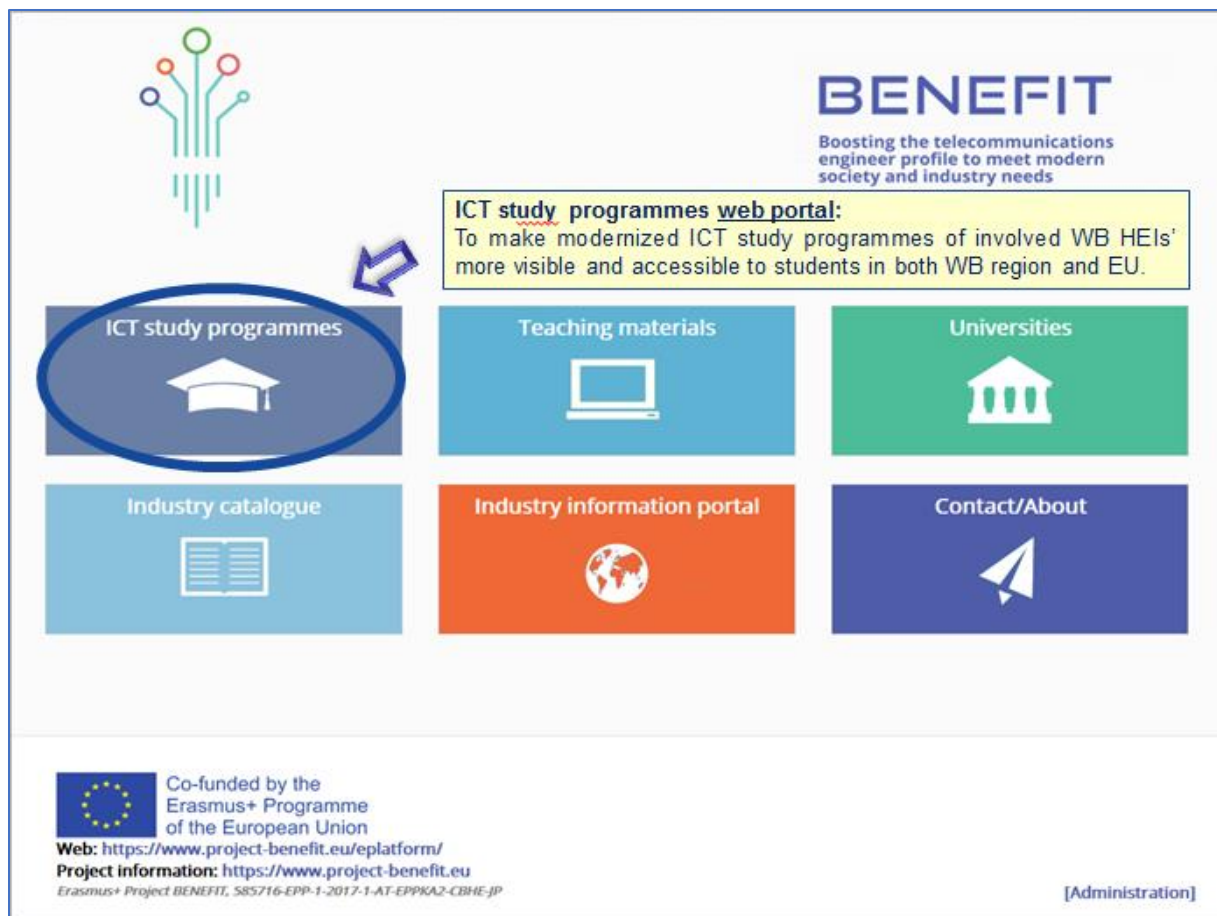 BENEFIT
Boosting the telecommunications
engineer profile to meet modern
society and industry needs
ICT study programmes web portal:
To make modernized ICT study programmes of involved WB HEIs’
more visible and accessible to students in both WB region and EU.
ICT study programmes
Teaching materials
Universities
Industry catalogue
Industry information portal
Contact/About
Co-funded by the
Erasmus+ Programme
of the European Union
Web: https://www.project-benefit.eu/eplatform/
Project information: https://www.project-benefit.eu
Erasmus+ Project BENEFIT, 585716-EPP-1-2017-1-AT-EPPKA2-CBHE-JP
[Administration]